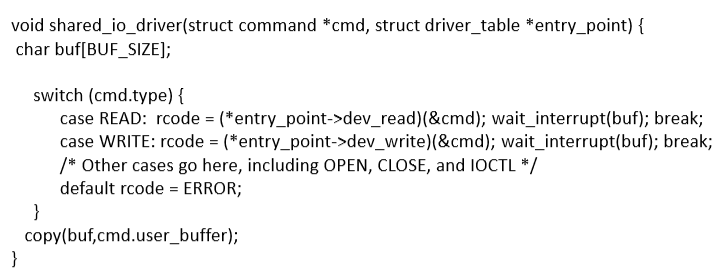 void shared_io_driver(struct command *cmd, struct driver_table *entry_point) {
char buf[BUF_SIZE];
switch (cmd.type) {
case READ: rcode = (*entry_point->dev_read)(&cmd); wait_interrupt(buf); break;
case WRITE: rcode = (*entry_point->dev_write)(&cmd); wait_interrupt(buf); break;
/* Other cases go here, including OPEN, CLOSE, and IOCTL */
default rcode = ERROR;
}
copy(buf,cmd.user_buffer);
}